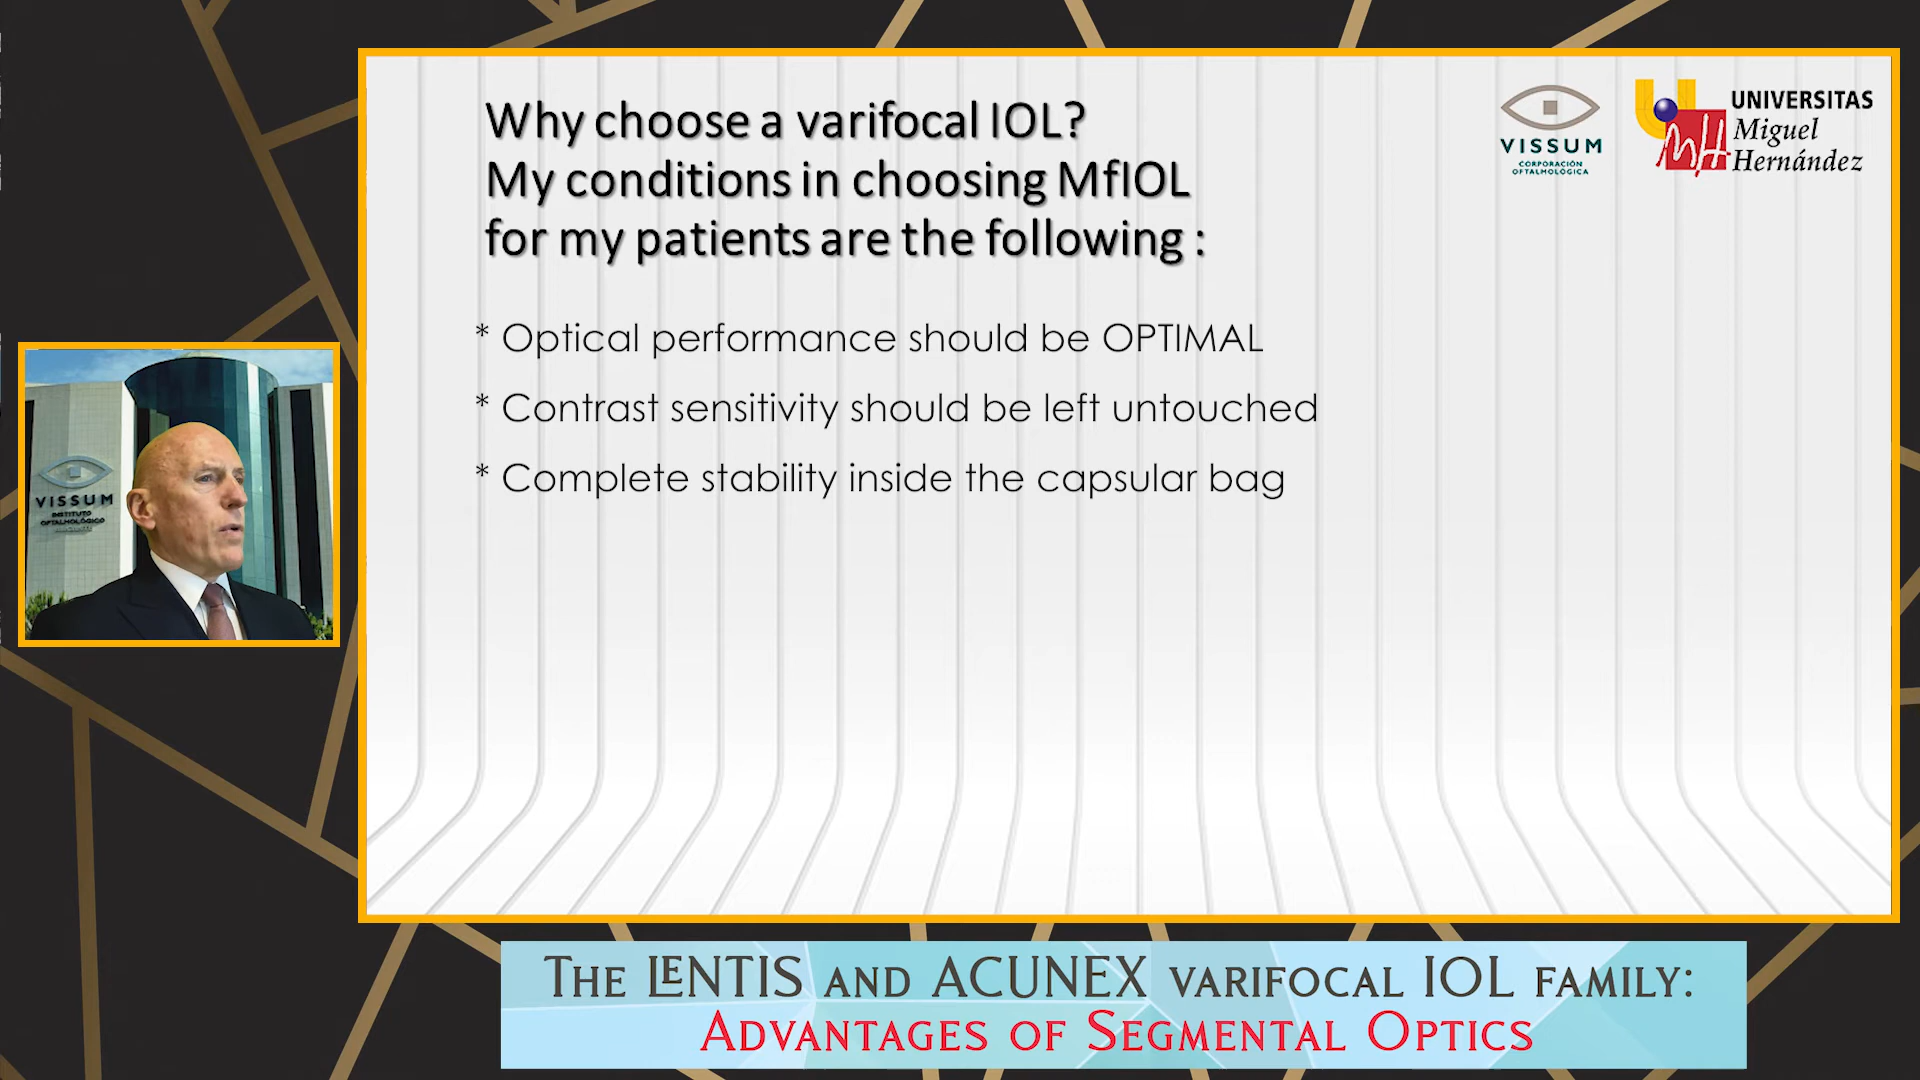 Why choose a varifocal IOL?
My conditions in choosing MfIOL
for my patients are the following :
* Optical performance should be OPTIMAL
* Contrast sensitivity should be left untouched
* Complete stability inside the capsular bag
VISSUM
CORPORACIÓN
OFTALMOLÓGICA
UNIVERSITAS
Miguel
Hernández
VISSUM
INSTITUTO
OFTALMOLÓGICO
THE LENTIS AND ACUNEX VARIFOCAL IOL FAMILY:
ADVANTAGES OF SEGMENTAL OPTICS